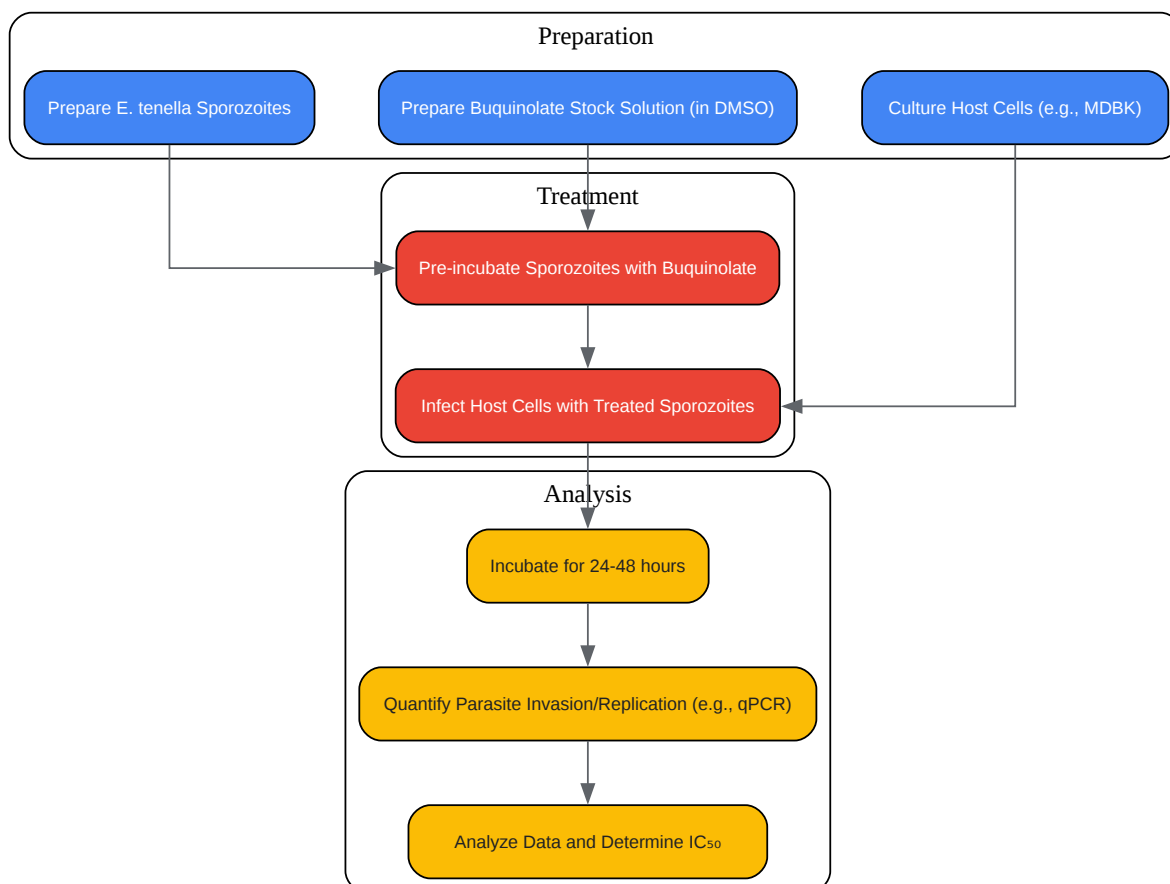 Preparation
Prepare E. tenella Sporozoites
Prepare Buquinolate Stock Solution (in DMSO)
Culture Host Cells (e.g., MDBK)
Treatment
Pre-incubate Sporozoites with Buquinolate
Infect Host Cells with Treated Sporozoites
Analysis
Incubate for 24-48 hours
Quantify Parasite Invasion/Replication (e.g., qPCR)
Analyze Data and Determine IC₅₀